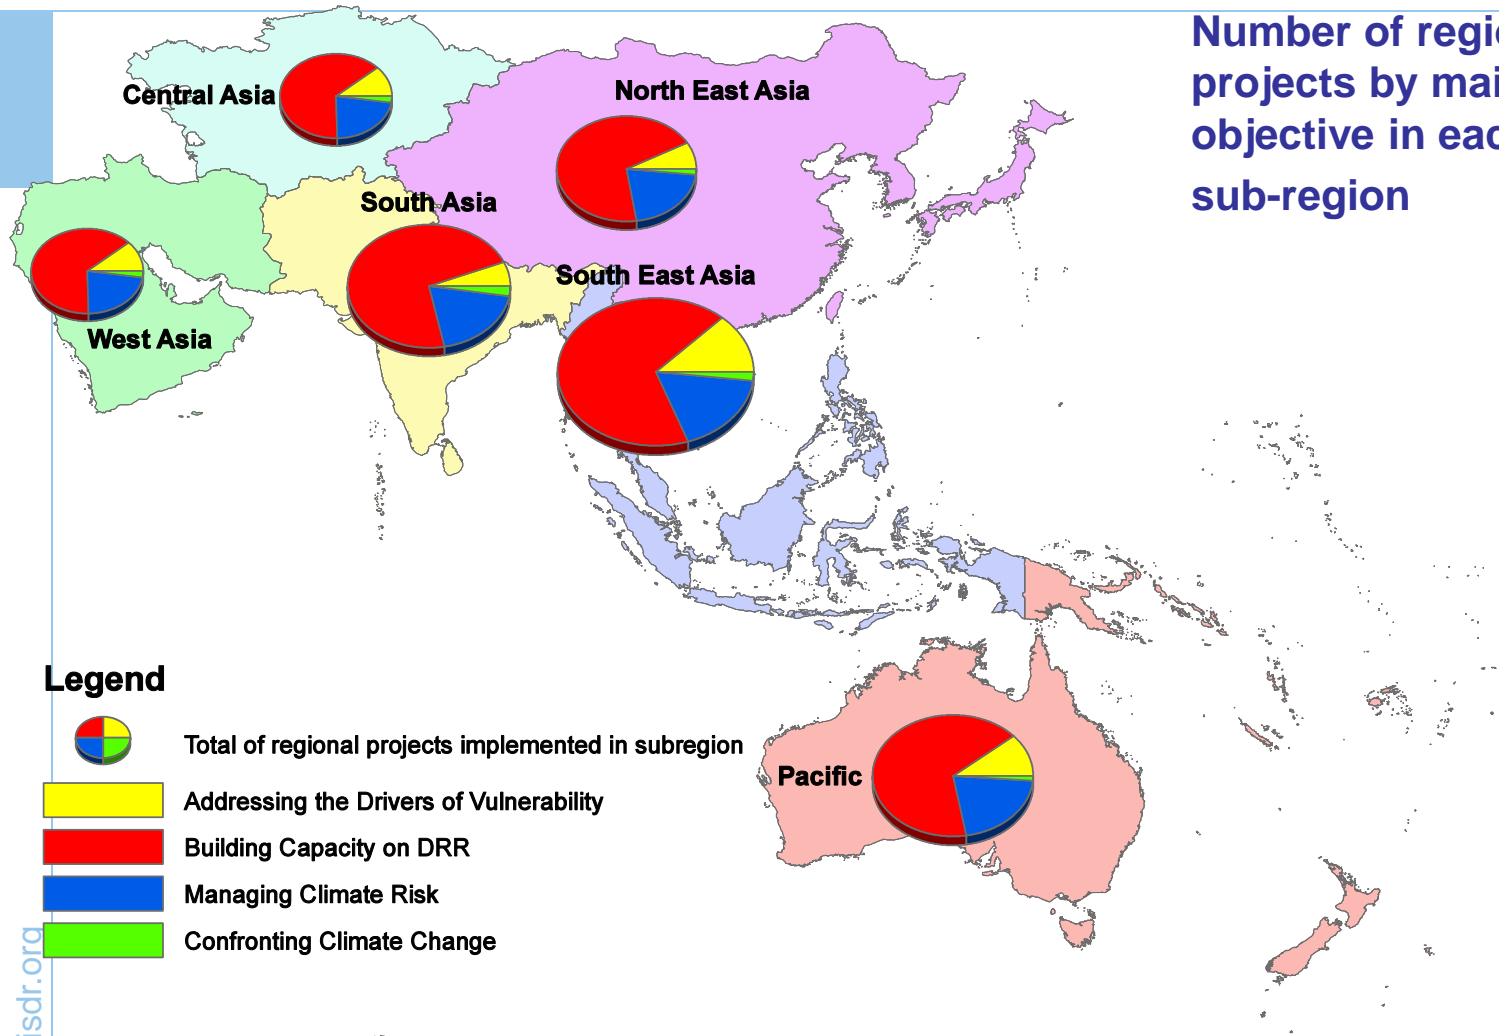 Number of regi
projects by mai
objective in eac
sub-region
Central Asia
North East Asia
South Asia
South East Asia
West Asia
Pacific
Legend
Total of regional projects implemented in subregion
Addressing the Drivers of Vulnerability
Building Capacity on DRR
Managing Climate Risk
Confronting Climate Change
isdr.org